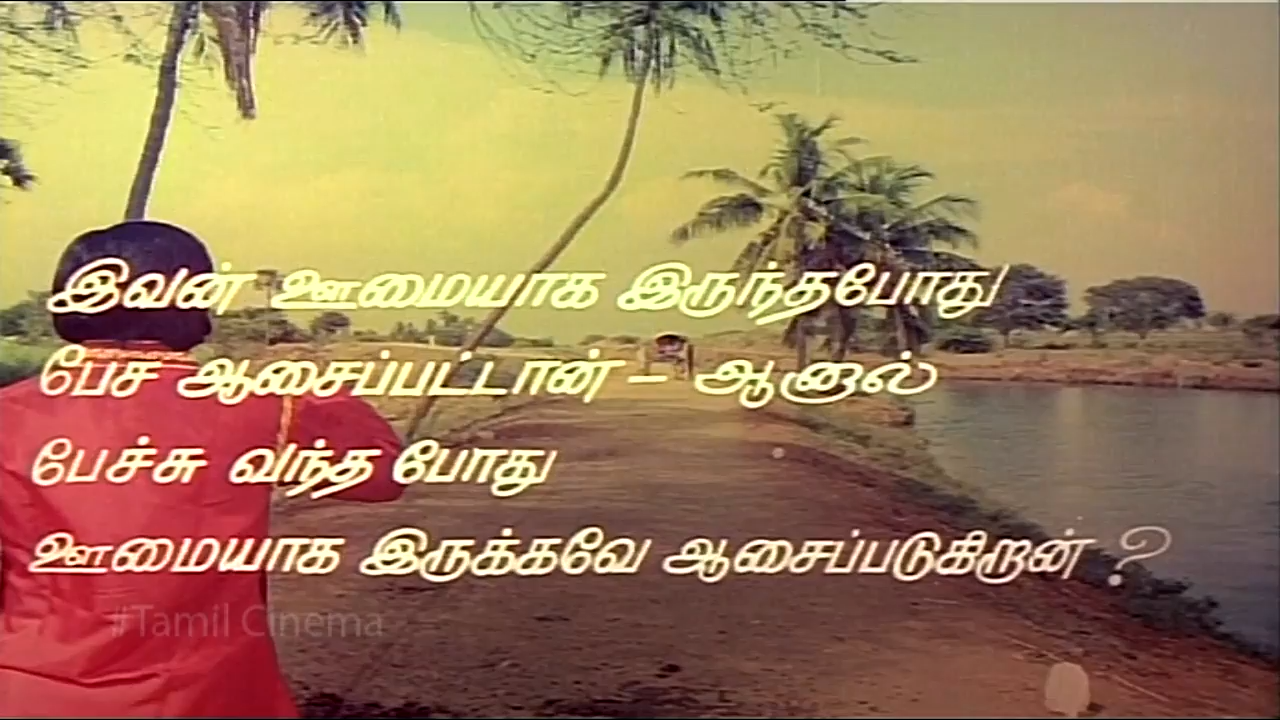 இவன் ஊமையாக இருந்தபோது
பேச ஆசைப்பட்டான் – ஆனால்
பேச்சு வந்த போது
ஊமையாக இருக்கவே ஆசைப்படுகிறான் ?
#Tamil Cinema